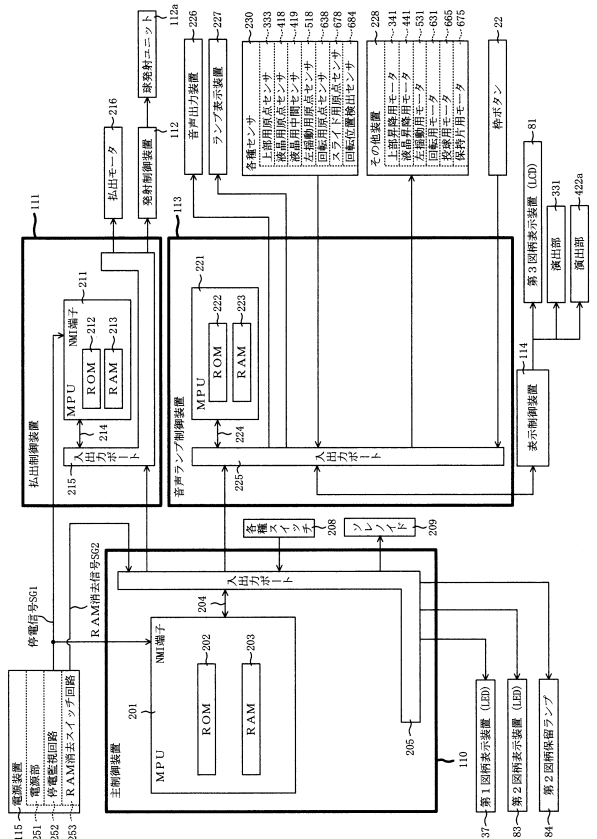 115
電源装置
251
電源部
252
停電監視回路
253
RAM消去スイッチ回路
停電信号SG1
RAM消去信号SG2
主制御装置
110
201
MPU
NMI端子
202
ROM
203
RAM
204
入出力ポート
205
各種スイッチ
208
ソレノイド
209
37
第1図柄表示装置 (LED)
83
第2図柄表示装置 (LED)
84
第2図柄保留ランプ
111
払出制御装置
211
MPU
NMI端子
212
ROM
213
RAM
214
215
入出力ポート
216
払出モータ
112
発射制御装置
112a
球発射ユニット
113
音声ランプ制御装置
221
MPU
222
ROM
223
RAM
224
225
入出力ポート
226
音声出力装置
227
ランプ表示装置
230
各種センサ
上部用原点センサ
333
液晶用原点センサ
418
液晶用中間センサ
419
左揺動用原点センサ
518
回転用原点センサ
638
スライド用原点センサ
678
回転位置検出センサ
684
228
その他装置
上部昇降用モータ
341
液晶昇降用モータ
441
左揺動用モータ
531
回転用モータ
631
投球用モータ
665
保持片用モータ
675
22
枠ボタン
114
表示制御装置
81
第3図柄表示装置 (LCD)
331
演出部
422a
演出部